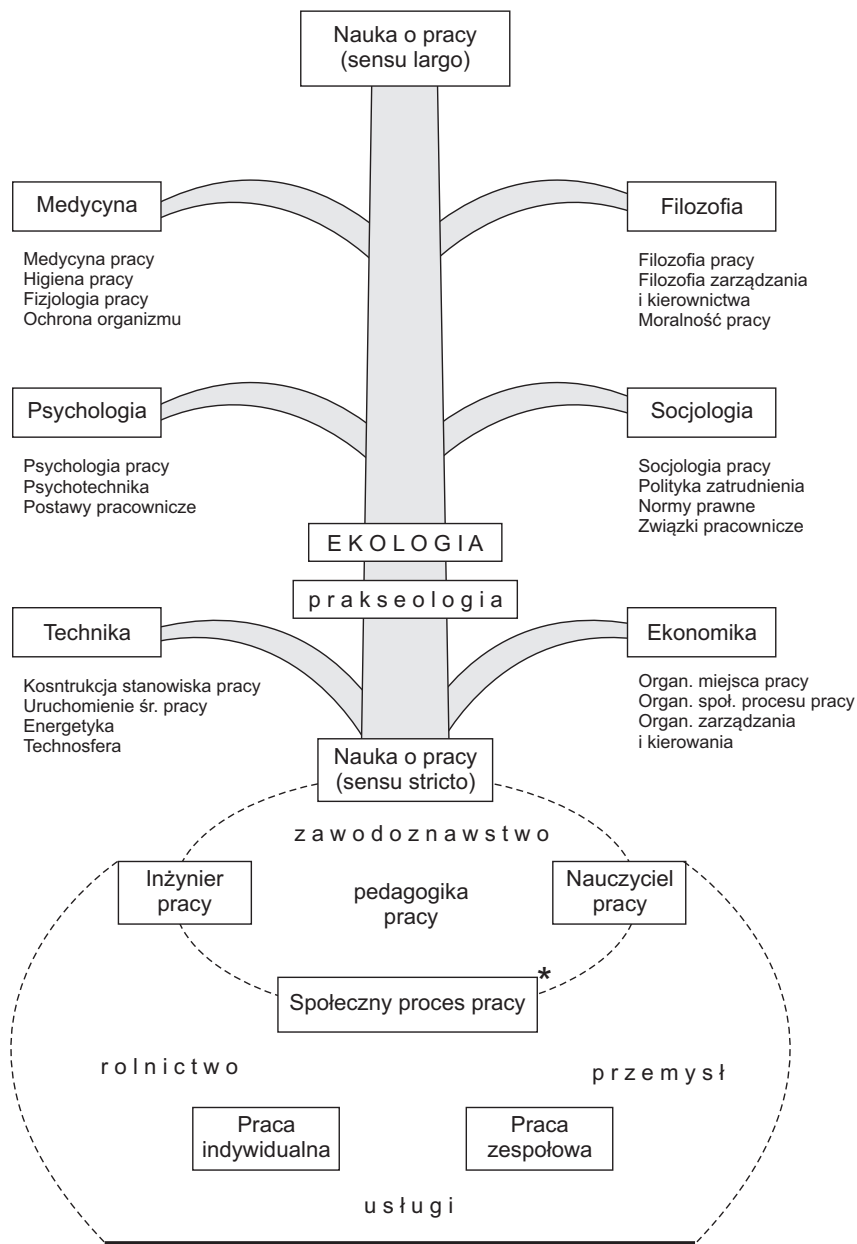 Nauka o pracy
(sensu largo)
Medycyna
Medycyna pracy
Higiena pracy
Fizjologia pracy
Ochrona organizmu
Filozofia
Filozofia pracy
Filozofia zarządzania
i kierownictwa
Moralność pracy
Psychologia
Psychologia pracy
Psychotechnika
Postawy pracownicze
Socjologia
Socjologia pracy
Polityka zatrudnienia
Normy prawne
Związki pracownicze
EKOLOGIA
prakseologia
Technika
Kosntrukcja stanowiska pracy
Uruchomienie śr. pracy
Energetyka
Technosfera
Ekonomika
Organ. miejsca pracy
Organ. społ. procesu pracy
Organ. zarządzania
i kierowania
Nauka o pracy
(sensu stricto)
zawodoznawstwo
Inżynier
pracy
pedagogika
pracy
Nauczyciel
pracy
Społeczny proces pracy *
rolnictwo
przemysł
Praca
indywidualna
Praca
zespołowa
usługi